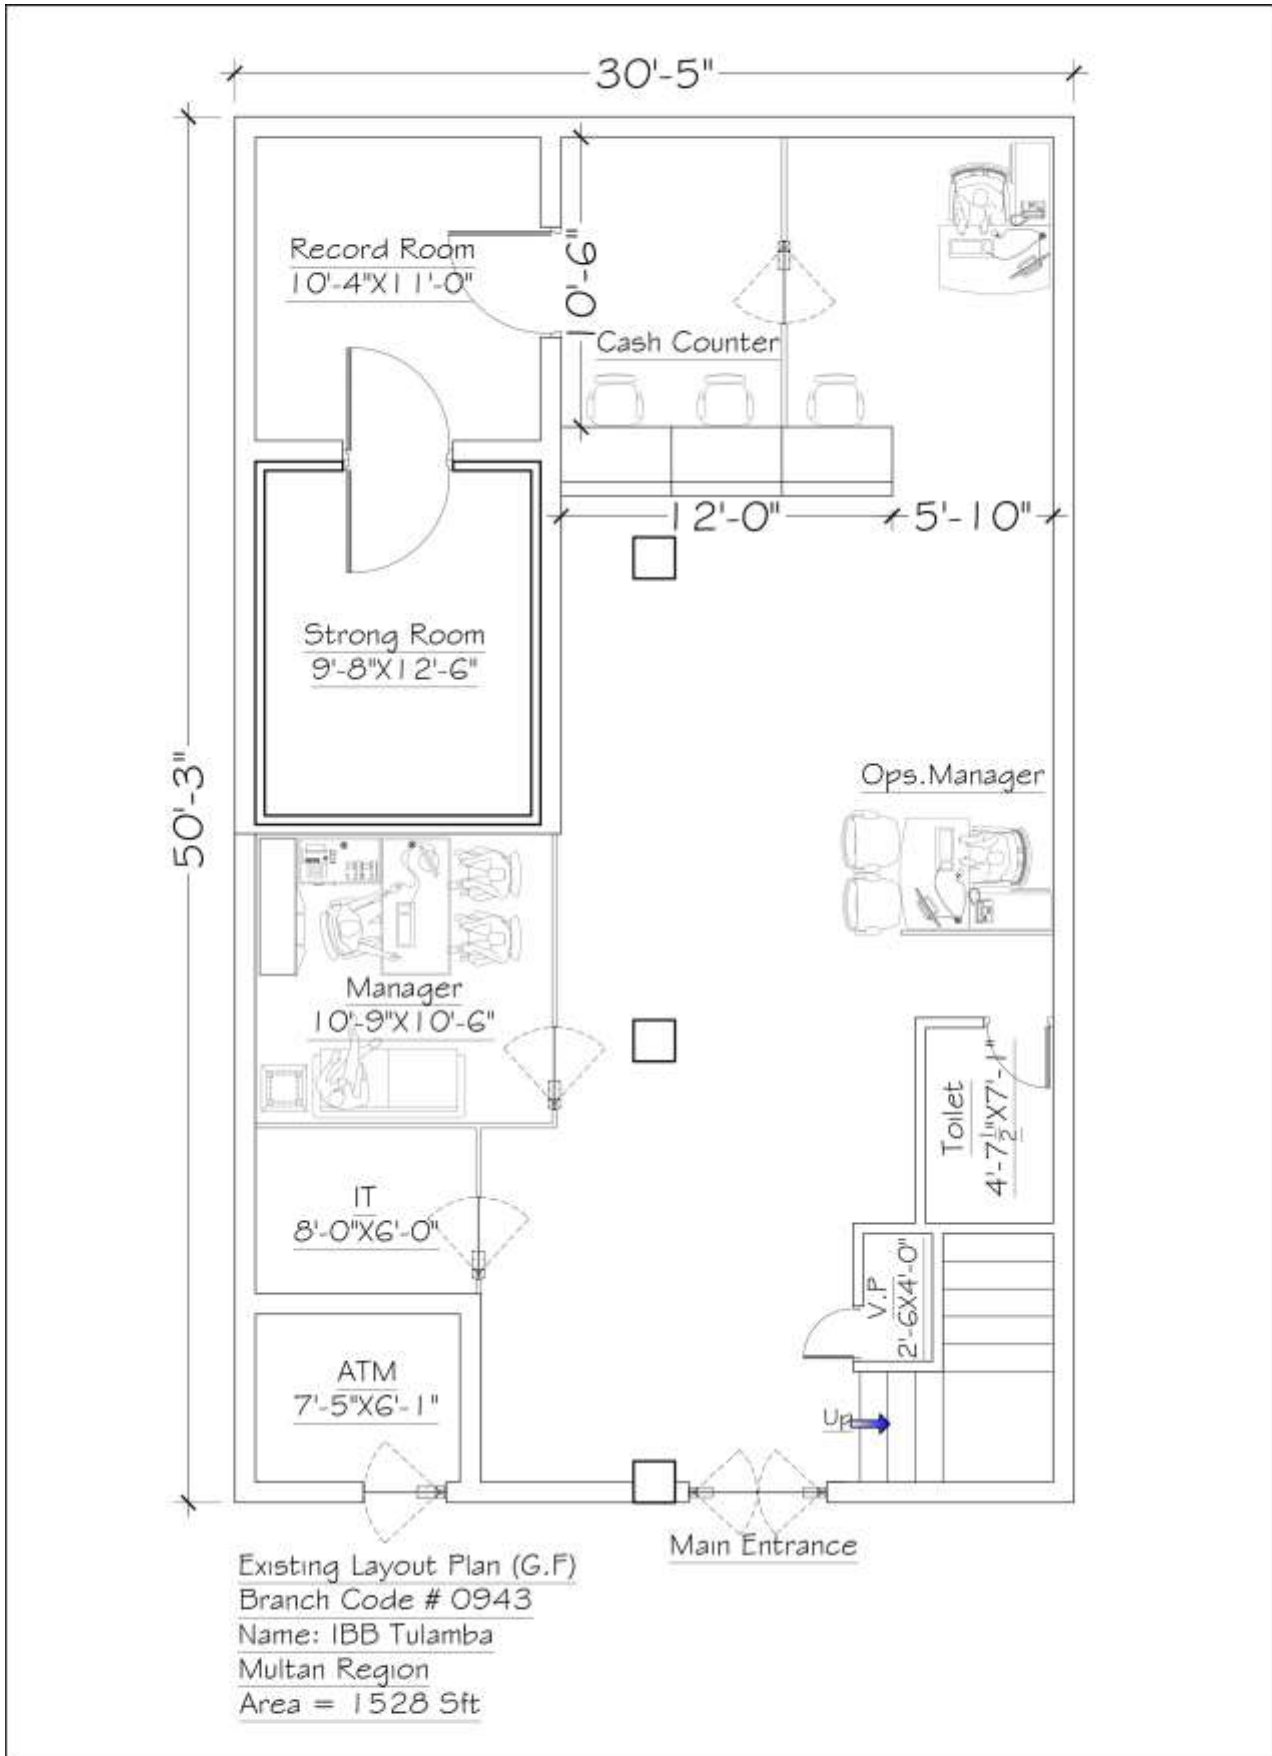 30'-5"
Record Room
10'-4"X11'-0"
10'-6"
Cash Counter
12'-0"
5'-10"
Strong Room
9'-8"X12'-6"
50'-3"
Ops.Manager
Manager
10'-9"X10'-6"
Toilet
4'-7½"X7'-1"
IT
8'-0"X6'-0"
V.P
2'-6X4'-0"
ATM
7'-5"X6'-1"
Up
Main Entrance
Existing Layout Plan (G.F)
Branch Code # 0943
Name: IBB Tulamba
Multan Region
Area = 1528 Sft